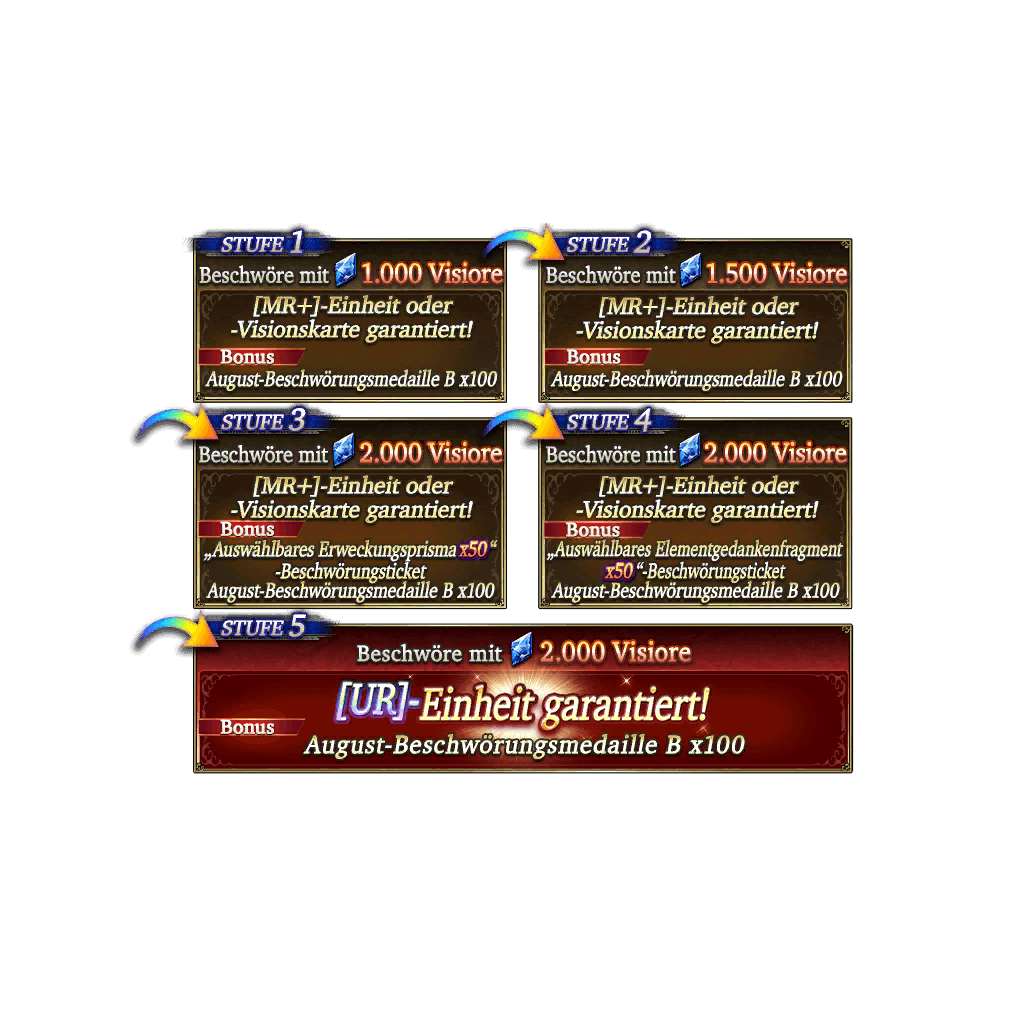 STUFE 1
Beschwöre mit 1.000 Visiore
[MR+]-Einheit oder
-Visionskarte garantiert!
Bonus
August-Beschwörungsmedaille B x100
STUFE 2
Beschwöre mit 1.500 Visiore
[MR+]-Einheit oder
-Visionskarte garantiert!
Bonus
August-Beschwörungsmedaille B x100
STUFE 3
Beschwöre mit 2.000 Visiore
[MR+]-Einheit oder
-Visionskarte garantiert!
Bonus
„Auswählbares Erweckungsprisma x50“
-Beschwörungsticket
August-Beschwörungsmedaille B x100
STUFE 4
Beschwöre mit 2.000 Visiore
[MR+]-Einheit oder
-Visionskarte garantiert!
Bonus
„Auswählbares Elementgedankenfragment
x50“-Beschwörungsticket
August-Beschwörungsmedaille B x100
STUFE 5
Beschwöre mit 2.000 Visiore
[UR]-Einheit garantiert!
Bonus
August-Beschwörungsmedaille B x100